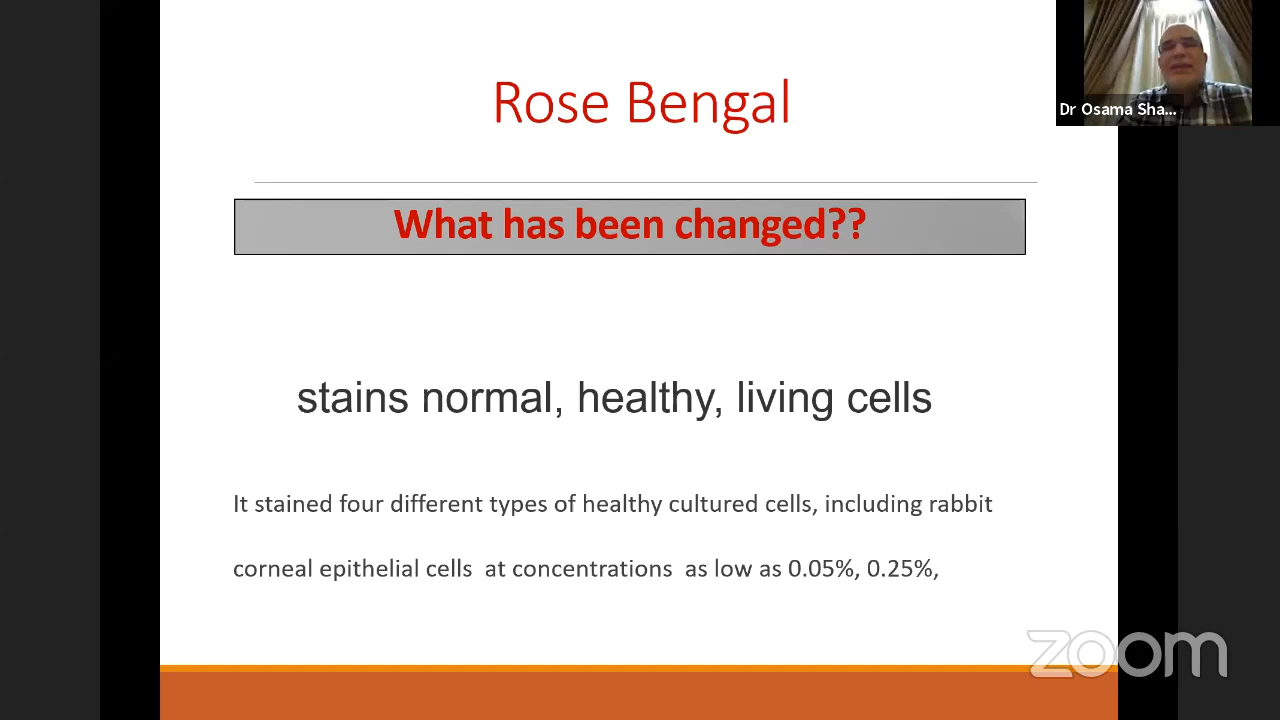 Rose Bengal
Dr Osama Sha...
What has been changed??
stains normal, healthy, living cells
It stained four different types of healthy cultured cells, including rabbit
corneal epithelial cells at concentrations as low as 0.05%, 0.25%,
zoom